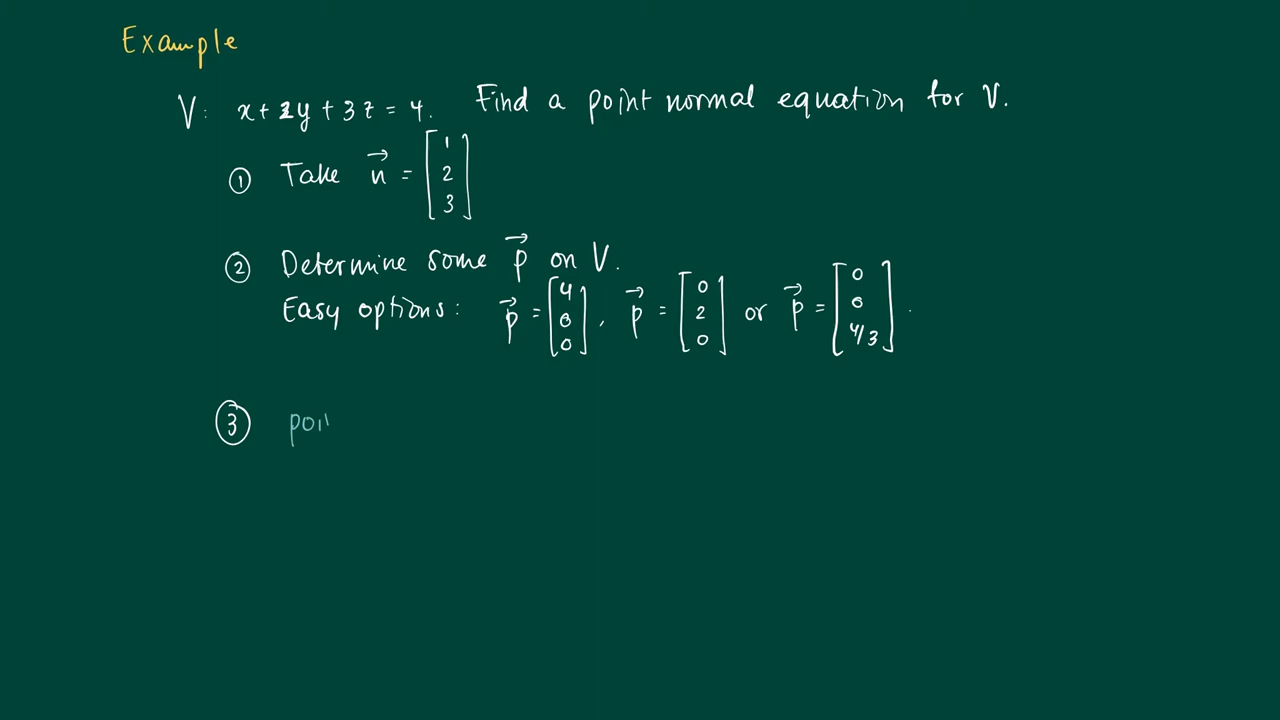 Example
V: x + 2y + 3z = 4. Find a point normal equation for V.
① Take n⃗ = [1 2 3]
② Determine some p⃗ on V.
Easy options: p⃗ = [4 0 0], p⃗ = [0 2 0] or p⃗ = [0 0 4/3].
③ poi